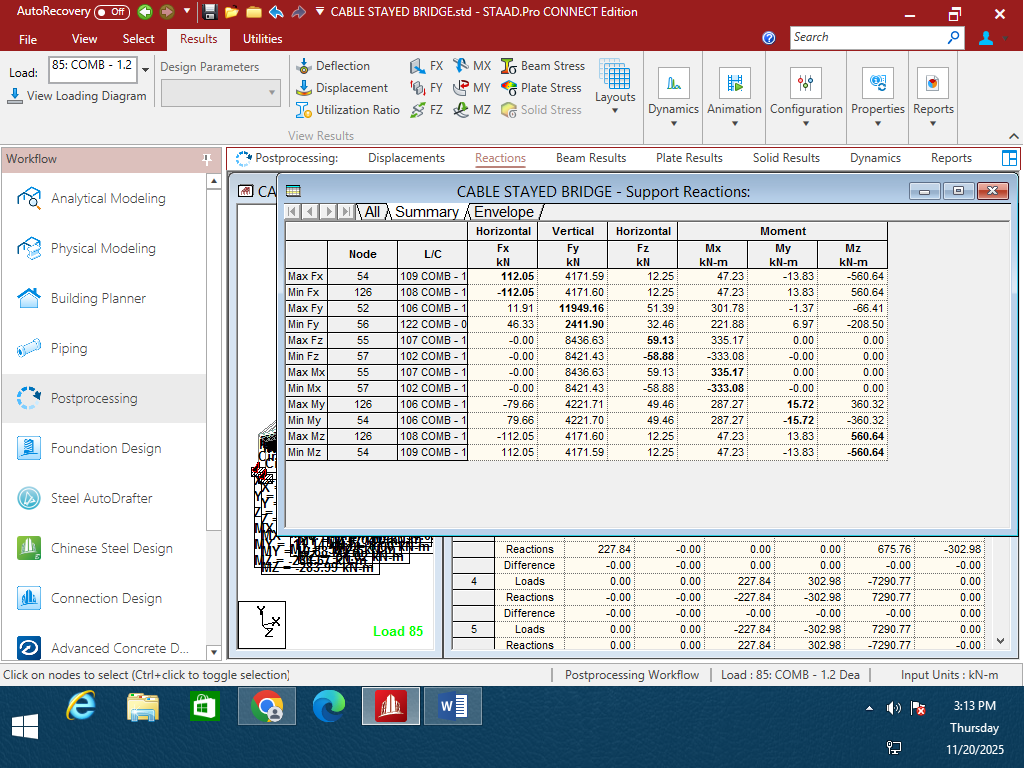 AutoRecovery Off CABLE STAYED BRIDGE.std - STAAD.Pro CONNECT Edition
File View Select Results Utilities Search
Load: 85: COMB - 1.2 Design Parameters
View Loading Diagram
Deflection FX MX Beam Stress
Displacement FY MY Plate Stress
Utilization Ratio FZ MZ Solid Stress
Layouts Dynamics Animation Configuration Properties Reports
View Results
Workflow
Postprocessing: Displacements Reactions Beam Results Plate Results Solid Results Dynamics Reports
Analytical Modeling
Physical Modeling
Building Planner
Piping
Postprocessing
Foundation Design
Steel AutoDrafter
Chinese Steel Design
Connection Design
Advanced Concrete D...
CA
CABLE STAYED BRIDGE - Support Reactions:
All Summary Envelope
Horizontal Vertical Horizontal Moment
Node L/C Fx kN Fy kN Fz kN Mx kN-m My kN-m Mz kN-m
Max Fx 54 109 COMB - 1 112.05 4171.59 12.25 47.23 -13.83 -560.64
Min Fx 126 108 COMB - 1 -112.05 4171.60 12.25 47.23 13.83 560.64
Max Fy 52 106 COMB - 1 11.91 11949.16 51.39 301.78 -1.37 -66.41
Min Fy 56 122 COMB - 0 46.33 2411.90 32.46 221.88 6.97 -208.50
Max Fz 55 107 COMB - 1 -0.00 8436.63 59.13 335.17 0.00 0.00
Min Fz 57 102 COMB - 1 -0.00 8421.43 -58.88 -333.08 -0.00 0.00
Max Mx 55 107 COMB - 1 -0.00 8436.63 59.13 335.17 0.00 0.00
Min Mx 57 102 COMB - 1 -0.00 8421.43 -58.88 -333.08 -0.00 0.00
Max My 126 106 COMB - 1 -79.66 4221.71 49.46 287.27 15.72 360.32
Min My 54 106 COMB - 1 79.66 4221.70 49.46 287.27 -15.72 -360.32
Max Mz 126 108 COMB - 1 -112.05 4171.60 12.25 47.23 13.83 560.64
Min Mz 54 109 COMB - 1 112.05 4171.59 12.25 47.23 -13.83 -560.64
MZ = -283.99 kN-m
Y
X
Z
Load 85
Reactions 227.84 -0.00 0.00 0.00 675.76 -302.98
Difference -0.00 -0.00 0.00 -0.00 -0.00 -0.00
4 Loads 0.00 0.00 227.84 302.98 -7290.77 0.00
Reactions 0.00 0.00 -227.84 -302.98 7290.77 0.00
Difference 0.00 0.00 -0.00 -0.00 -0.00 0.00
5 Loads 0.00 0.00 -227.84 -302.98 7290.77 0.00
Reactions 0.00 0.00 227.84 302.98 -7290.77 -0.00
Click on nodes to select (Ctrl+click to toggle selection) Postprocessing Workflow Load : 85: COMB - 1.2 Dea Input Units : kN-m
3:13 PM
Thursday
11/20/2025